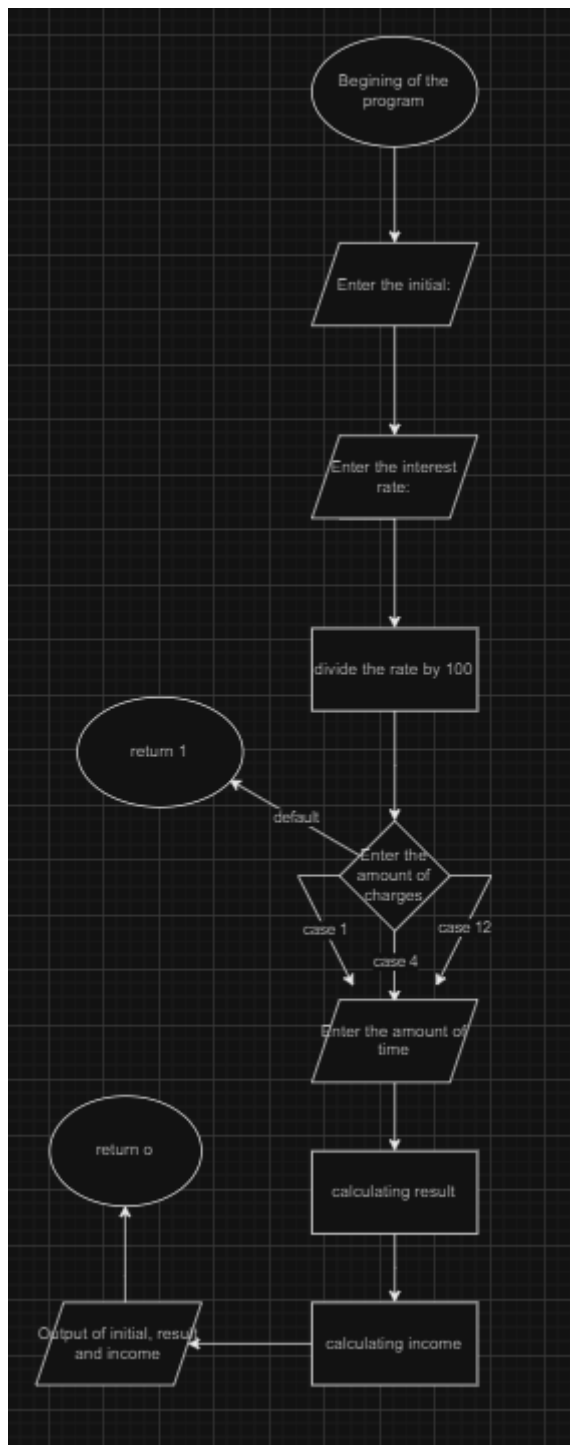 Begining of the
program
Enter the initial:
Enter the interest
rate:
divide the rate by 100
return 1
default
Enter the
amount of
charges
case 1
case 12
case 4
Enter the amount of
time
calculating result
return o
calculating income
Output of initial, result
and income